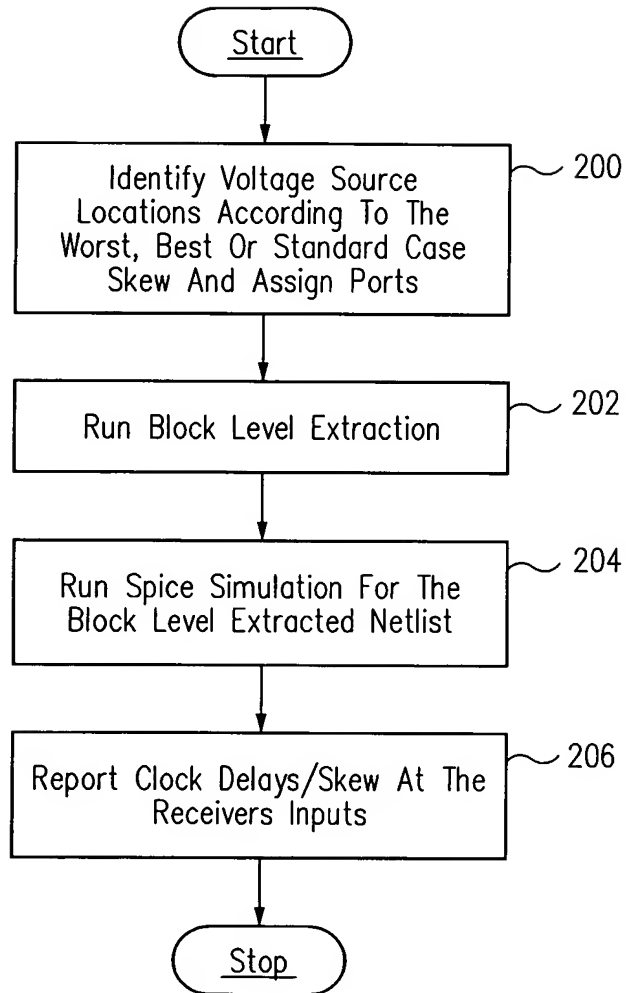 Start
Identify Voltage Source
Locations According To The
Worst, Best Or Standard Case
Skew And Assign Ports
200
Run Block Level Extraction
202
Run Spice Simulation For The
Block Level Extracted Netlist
204
Report Clock Delays/Skew At The
Receivers Inputs
206
Stop